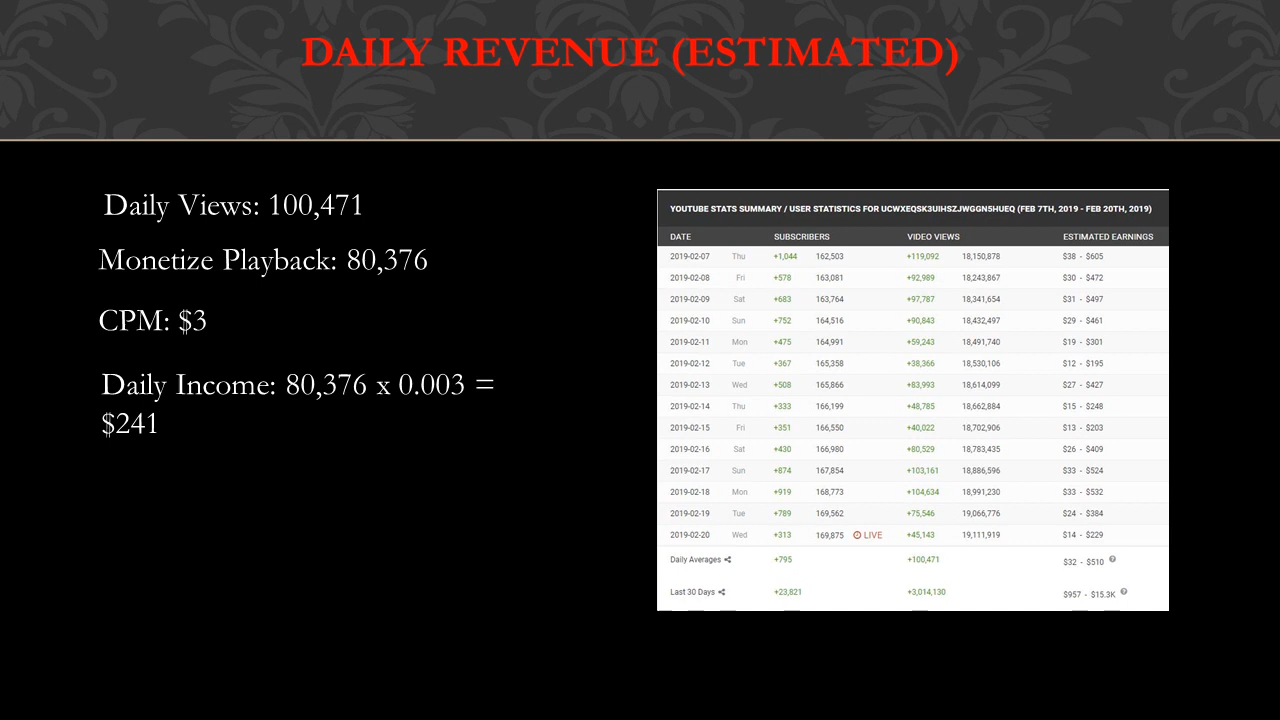 DAILY REVENUE (ESTIMATED)
Daily Views: 100,471
Monetize Playback: 80,376
CPM: $3
Daily Income: 80,376 x 0.003 =
$241
YOUTUBE STATS SUMMARY / USER STATISTICS FOR UCWXEQSK3UIHSZJWGGN5HUEQ (FEB 7TH, 2019 - FEB 20TH, 2019)
DATE SUBSCRIBERS VIDEO VIEWS ESTIMATED EARNINGS
2019-02-07 Thu +1,044 162,503 +119,092 18,150,878 $38 - $605
2019-02-08 Fri +578 163,081 +92,989 18,243,867 $30 - $472
2019-02-09 Sat +683 163,764 +97,787 18,341,654 $31 - $497
2019-02-10 Sun +752 164,516 +90,843 18,432,497 $29 - $461
2019-02-11 Mon +475 164,991 +59,243 18,491,740 $19 - $301
2019-02-12 Tue +367 165,358 +38,366 18,530,106 $12 - $195
2019-02-13 Wed +508 165,866 +83,993 18,614,099 $27 - $427
2019-02-14 Thu +333 166,199 +48,785 18,662,884 $15 - $248
2019-02-15 Fri +351 166,550 +40,022 18,702,906 $13 - $203
2019-02-16 Sat +430 166,980 +80,529 18,783,435 $26 - $409
2019-02-17 Sun +874 167,854 +103,161 18,886,596 $33 - $524
2019-02-18 Mon +919 168,773 +104,634 18,991,230 $33 - $532
2019-02-19 Tue +789 169,562 +75,546 19,066,776 $24 - $384
2019-02-20 Wed +313 169,875 LIVE +45,143 19,111,919 $14 - $229
Daily Averages +795 +100,471 $32 - $510
Last 30 Days +23,821 +3,014,130 $957 - $15.3K